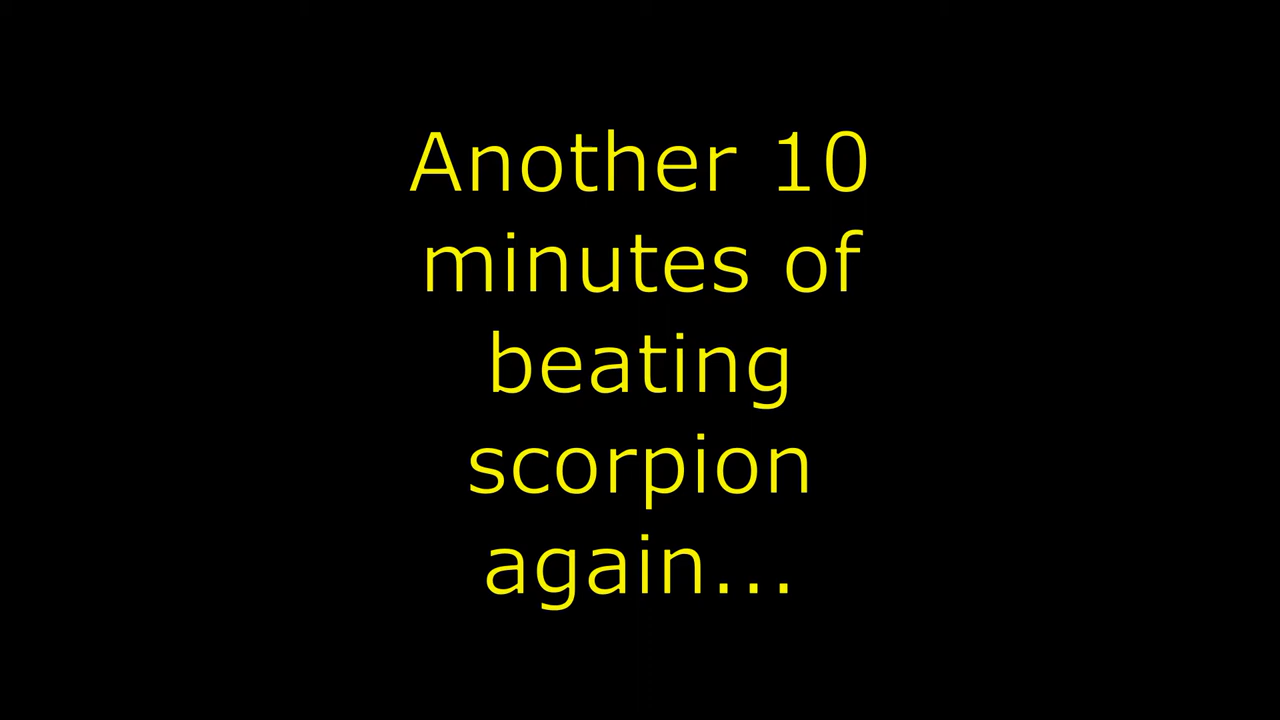 Another 10
minutes of
beating
scorpion
again...